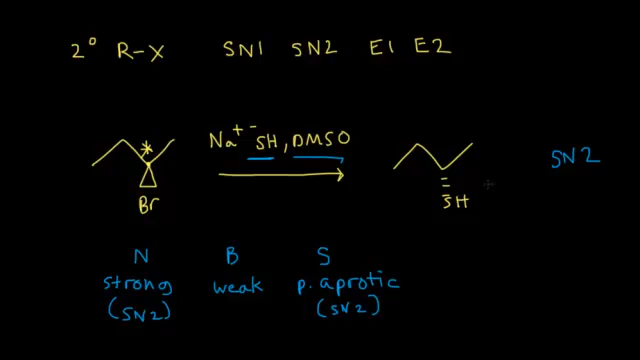 2° R-X SN1 SN2 E1 E2
*
Na⁺ ⁻SH, DMSO
Br
SH
SN2
N B S
strong weak p. aprotic
(SN2) (SN2)